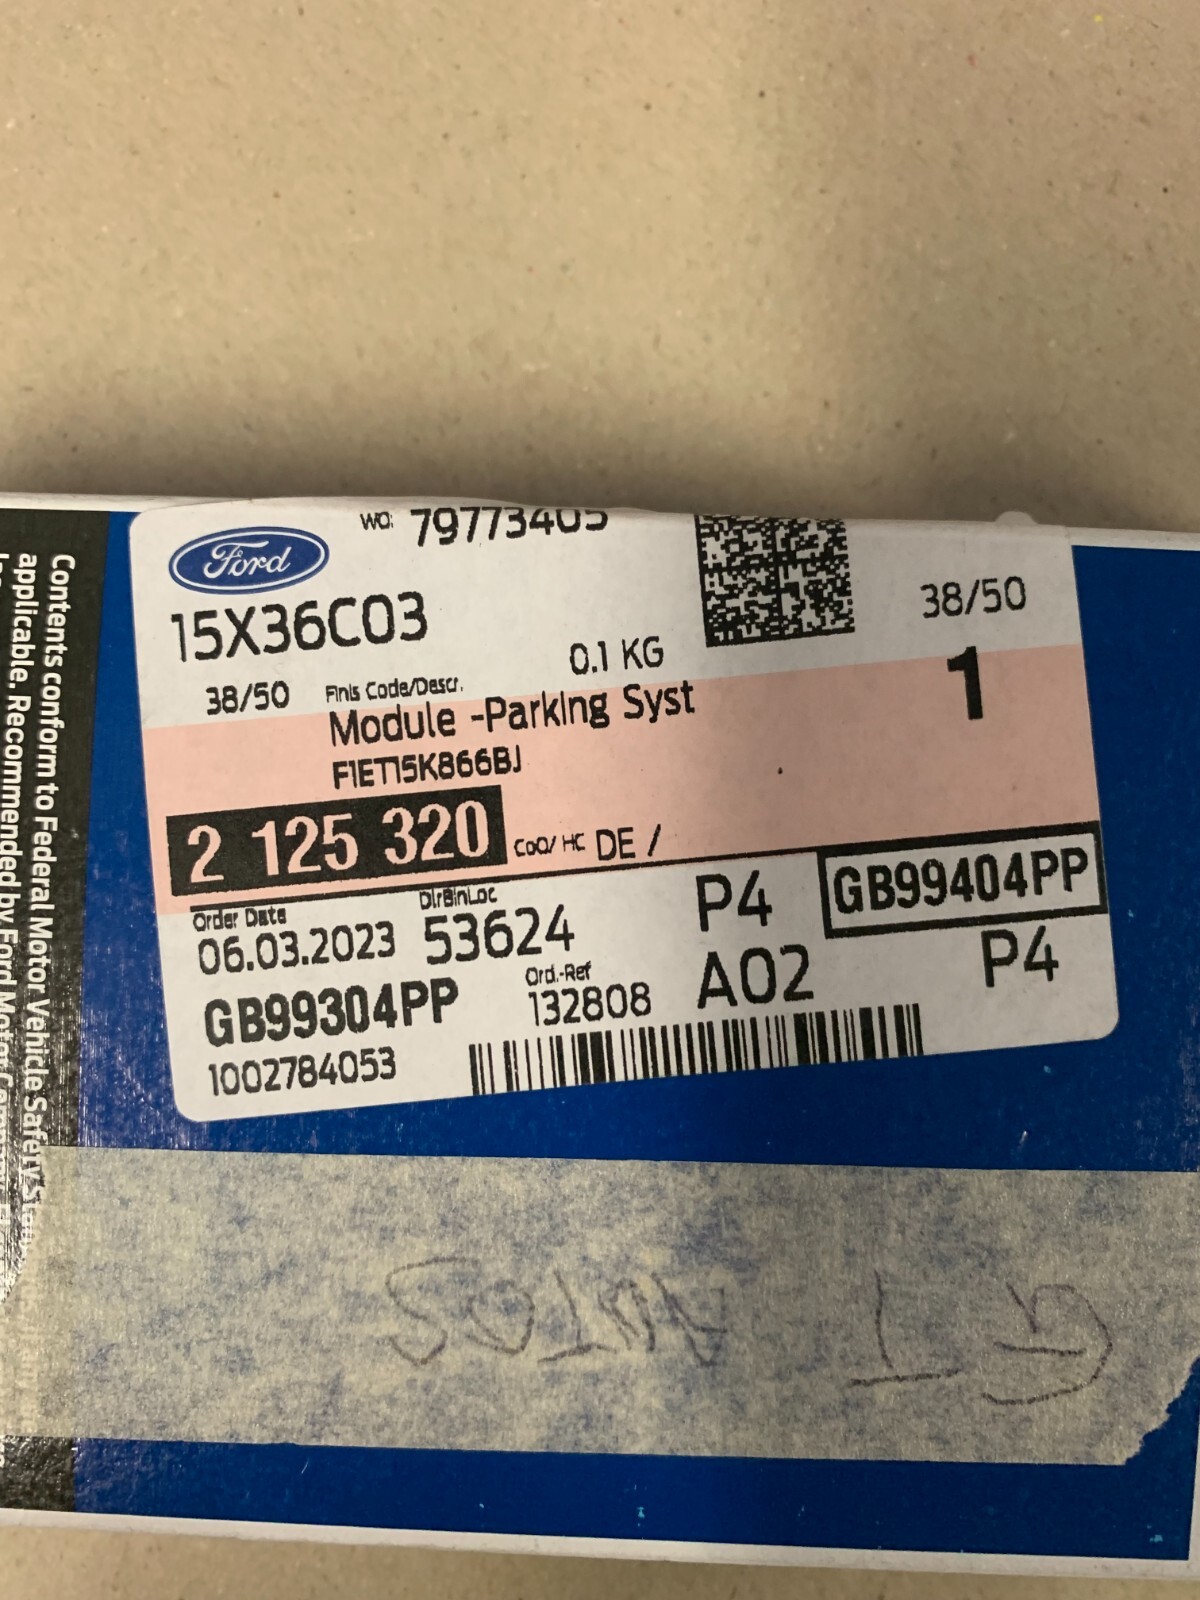 WO: 79773405
Ford
15X36C03
38/50
0.1 KG
38/50 Finis Code/Descr.
1
Module -Parking Syst
F1ET15K866BJ
2 125 320 CoO/ HC DE /
Order Date DlrBinLoc
06.03.2023 53624
P4 GB99404PP
Ord.-Ref
GB99304PP 132808 A02 P4
1002784053
Contents conform to Federal Motor Vehicle Safety
applicable. Recommended by Ford Motor
GT AUTOS